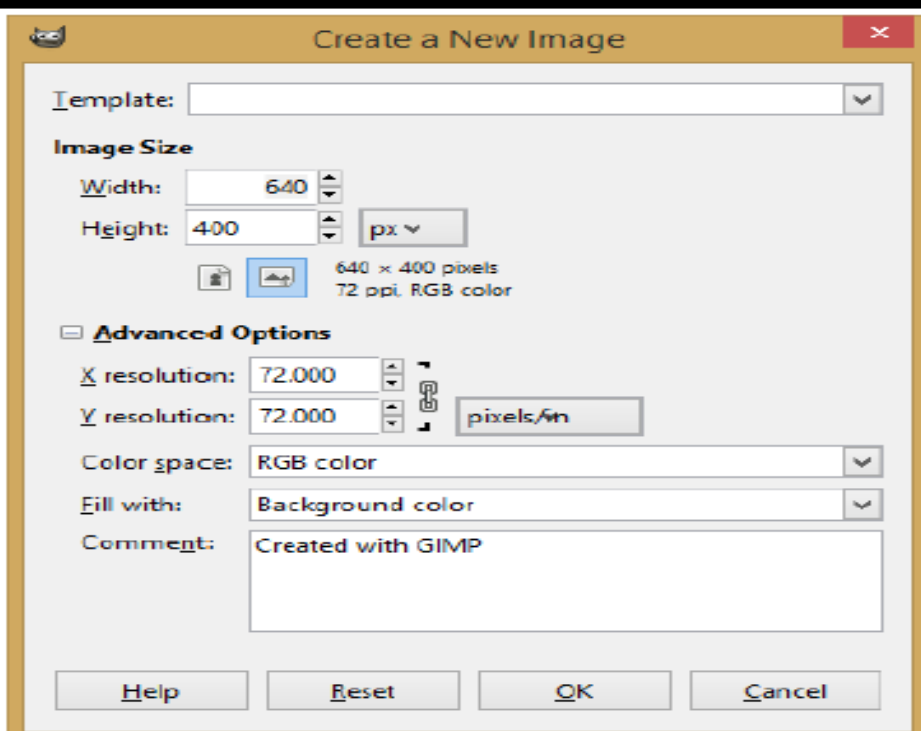 Create a New Image
Template:
Image Size
Width: 640
Height: 400 px
640 × 400 pixels
72 ppi, RGB color
Advanced Options
X resolution: 72.000
Y resolution: 72.000 pixels/in
Color space: RGB color
Fill with: Background color
Comment: Created with GIMP
Help Reset OK Cancel